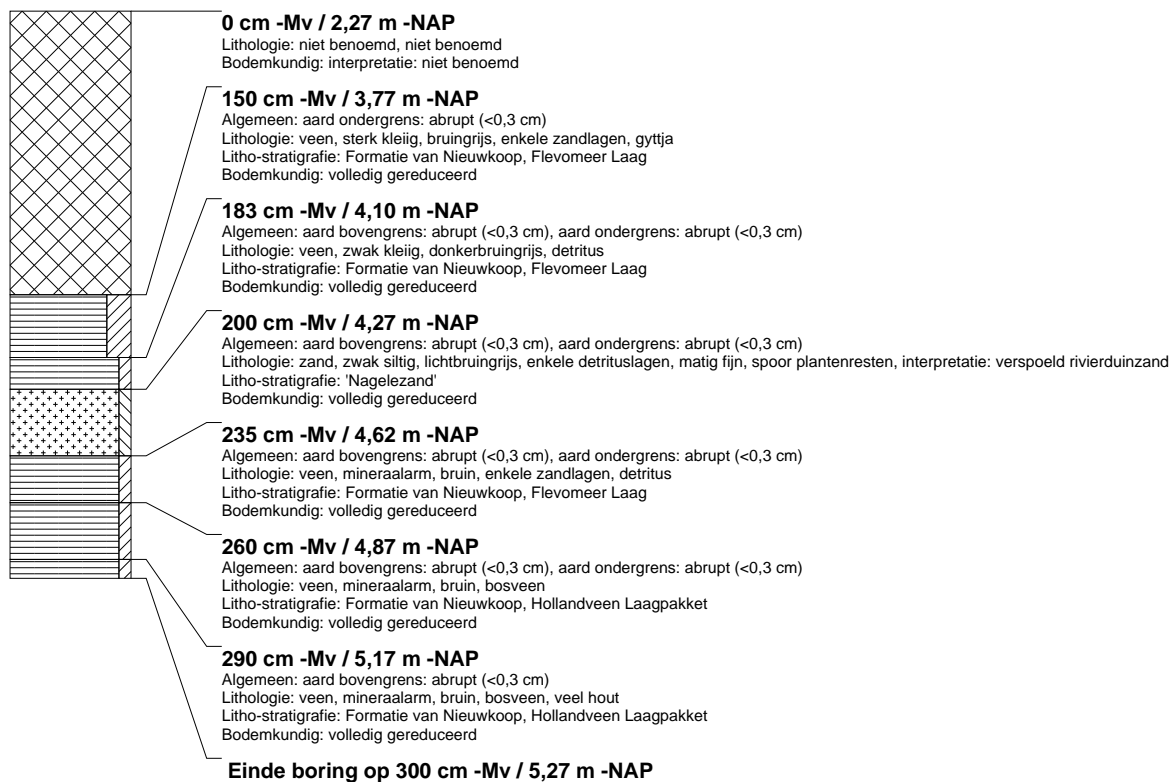 0 cm -Mv / 2,27 m -NAP
Lithologie: niet benoemd, niet benoemd
Bodemkundig: interpretatie: niet benoemd
150 cm -Mv / 3,77 m -NAP
Algemeen: aard ondergrens: abrupt (<0,3 cm)
Lithologie: veen, sterk kleiig, bruingrijs, enkele zandlagen, gyttja
Litho-stratigrafie: Formatie van Nieuwkoop, Flevomeer Laag
Bodemkundig: volledig gereduceerd
183 cm -Mv / 4,10 m -NAP
Algemeen: aard bovengrens: abrupt (<0,3 cm), aard ondergrens: abrupt (<0,3 cm)
Lithologie: veen, zwak kleiig, donkerbruingrijs, detritus
Litho-stratigrafie: Formatie van Nieuwkoop, Flevomeer Laag
Bodemkundig: volledig gereduceerd
200 cm -Mv / 4,27 m -NAP
Algemeen: aard bovengrens: abrupt (<0,3 cm), aard ondergrens: abrupt (<0,3 cm)
Lithologie: zand, zwak siltig, lichtbruingrijs, enkele detrituslagen, matig fijn, spoor plantenresten, interpretatie: verspoeld rivierduinzand
Litho-stratigrafie: 'Nagelezand'
Bodemkundig: volledig gereduceerd
235 cm -Mv / 4,62 m -NAP
Algemeen: aard bovengrens: abrupt (<0,3 cm), aard ondergrens: abrupt (<0,3 cm)
Lithologie: veen, mineraalarm, bruin, enkele zandlagen, detritus
Litho-stratigrafie: Formatie van Nieuwkoop, Flevomeer Laag
Bodemkundig: volledig gereduceerd
260 cm -Mv / 4,87 m -NAP
Algemeen: aard bovengrens: abrupt (<0,3 cm), aard ondergrens: abrupt (<0,3 cm)
Lithologie: veen, mineraalarm, bruin, bosveen
Litho-stratigrafie: Formatie van Nieuwkoop, Hollandveen Laagpakket
Bodemkundig: volledig gereduceerd
290 cm -Mv / 5,17 m -NAP
Algemeen: aard bovengrens: abrupt (<0,3 cm)
Lithologie: veen, mineraalarm, bruin, bosveen, veel hout
Litho-stratigrafie: Formatie van Nieuwkoop, Hollandveen Laagpakket
Bodemkundig: volledig gereduceerd
Einde boring op 300 cm -Mv / 5,27 m -NAP